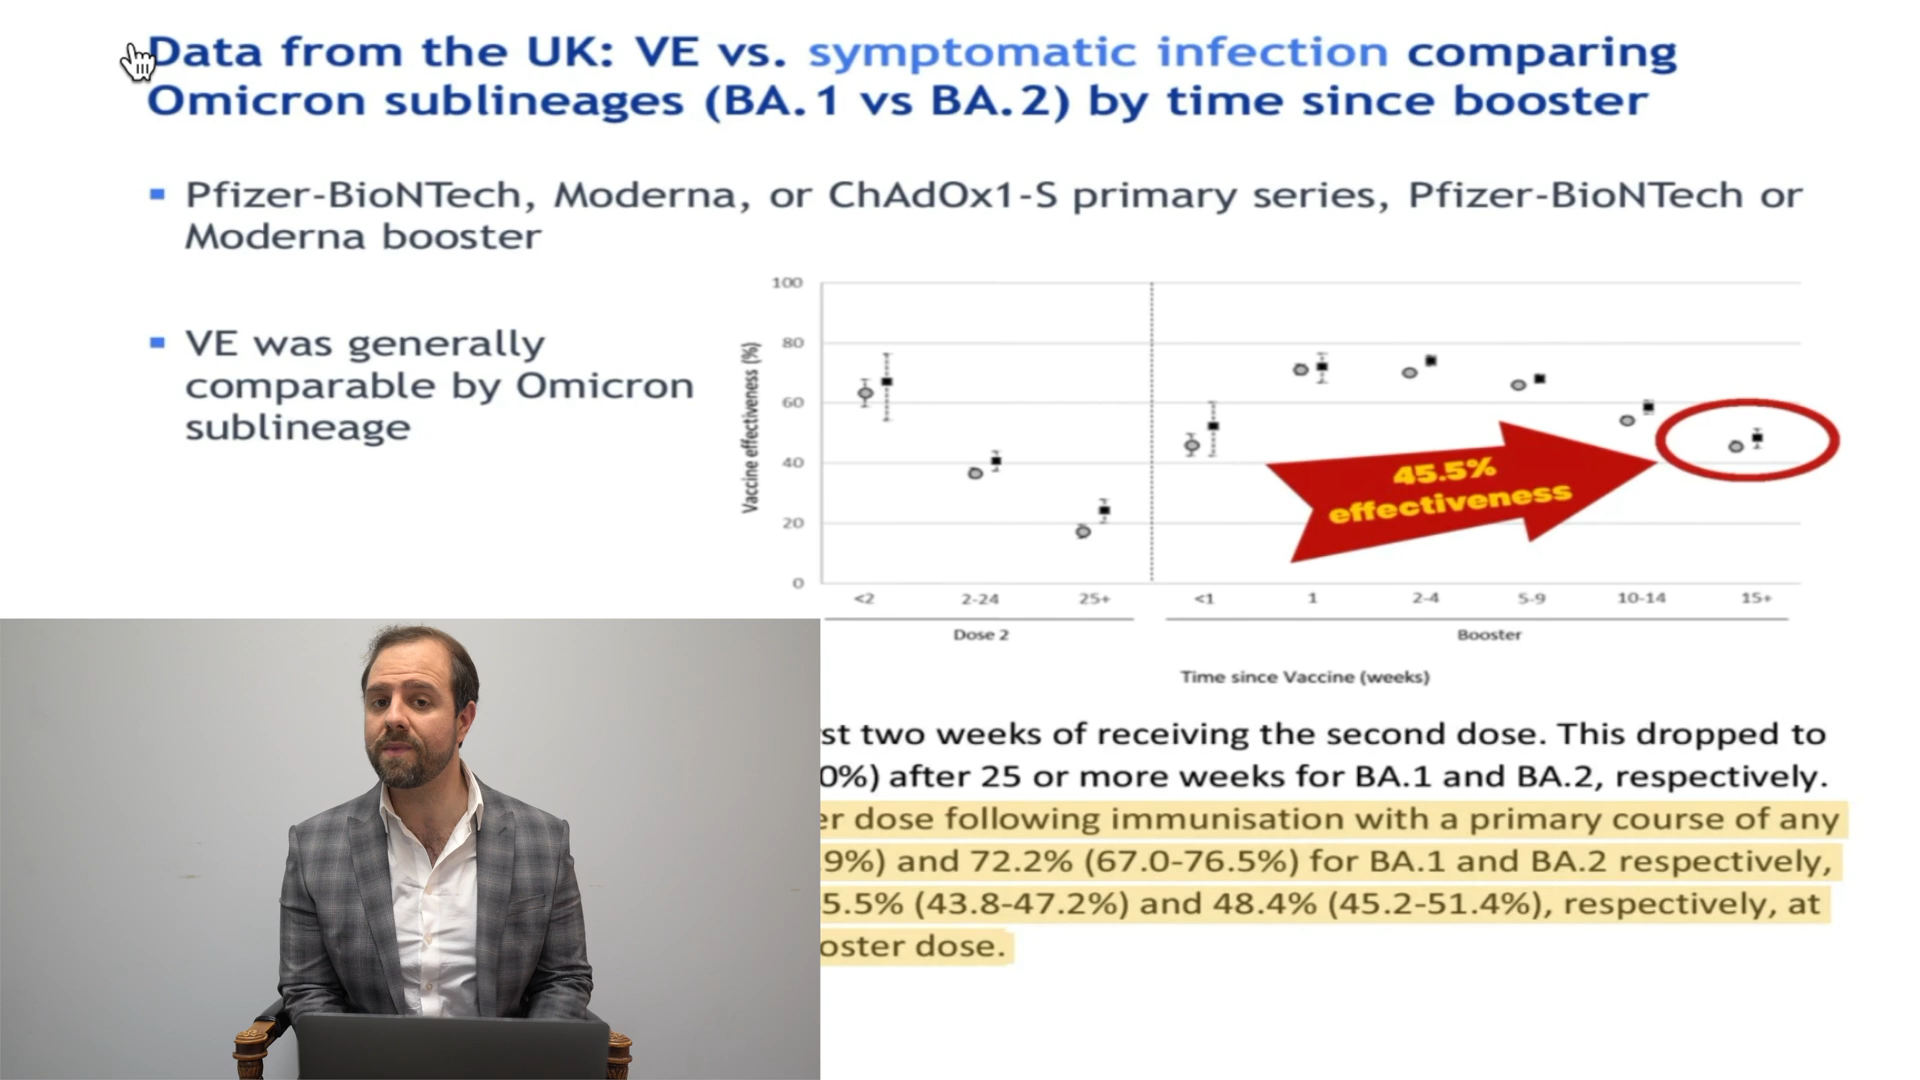 Data from the UK: VE vs. symptomatic infection comparing
Omicron sublineages (BA.1 vs BA.2) by time since booster
Pfizer-BioNTech, Moderna, or ChAdOx1-S primary series, Pfizer-BioNTech or
Moderna booster
VE was generally
comparable by Omicron
sublineage
Vaccine effectiveness (%)
100
80
60
40
20
0
45.5%
effectiveness
<2 2-24 25+ <1 1 2-4 5-9 10-14 15+
Dose 2 Booster
Time since Vaccine (weeks)
st two weeks of receiving the second dose. This dropped to
0%) after 25 or more weeks for BA.1 and BA.2, respectively.
er dose following immunisation with a primary course of any
9%) and 72.2% (67.0-76.5%) for BA.1 and BA.2 respectively,
5.5% (43.8-47.2%) and 48.4% (45.2-51.4%), respectively, at
oster dose.